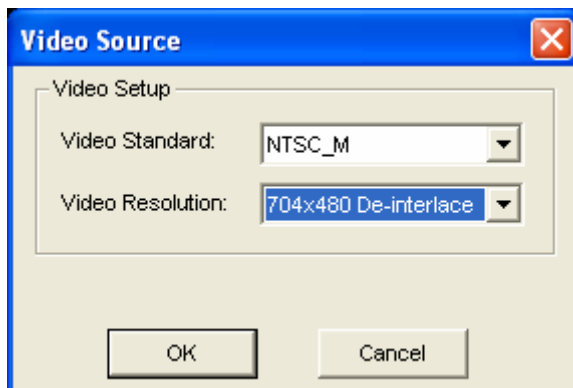 Video Source
Video Setup
Video Standard: NTSC_M
Video Resolution: 704x480 De-interlace
OK Cancel